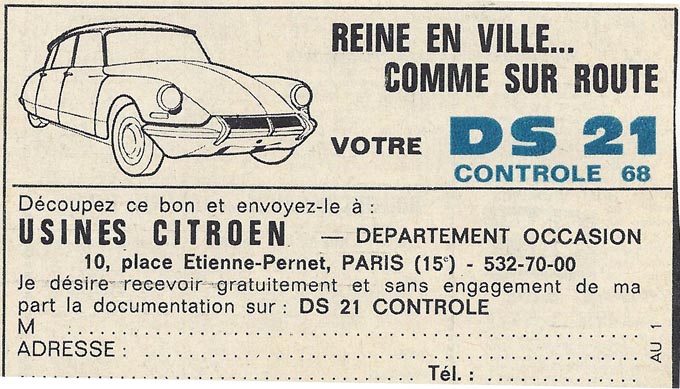 REINE EN VILLE...
COMME SUR ROUTE
VOTRE DS 21
CONTROLE 68
Découpez ce bon et envoyez-le à :
USINES CITROEN — DEPARTEMENT OCCASION
10, place Etienne-Pernet, PARIS (15e) - 532-70-00
Je désire recevoir gratuitement et sans engagement de ma
part la documentation sur : DS 21 CONTROLE
M
ADRESSE :
Tél. :
AU 1